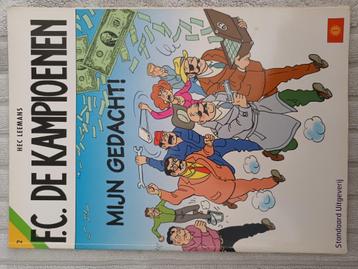 HEC LEEMANS
2
F.C. DE KAMPIOENEN
MIJN GEDACHT!
Standaard Uitgeverij